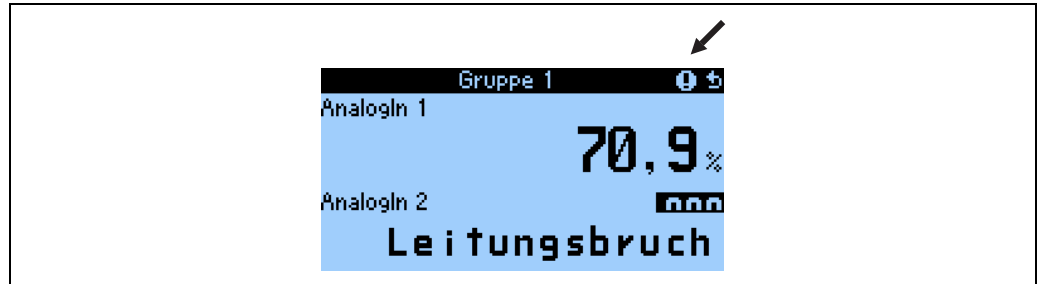 Gruppe 1
AnalogIn 1
70,9 %
AnalogIn 2
Leitungsbruch